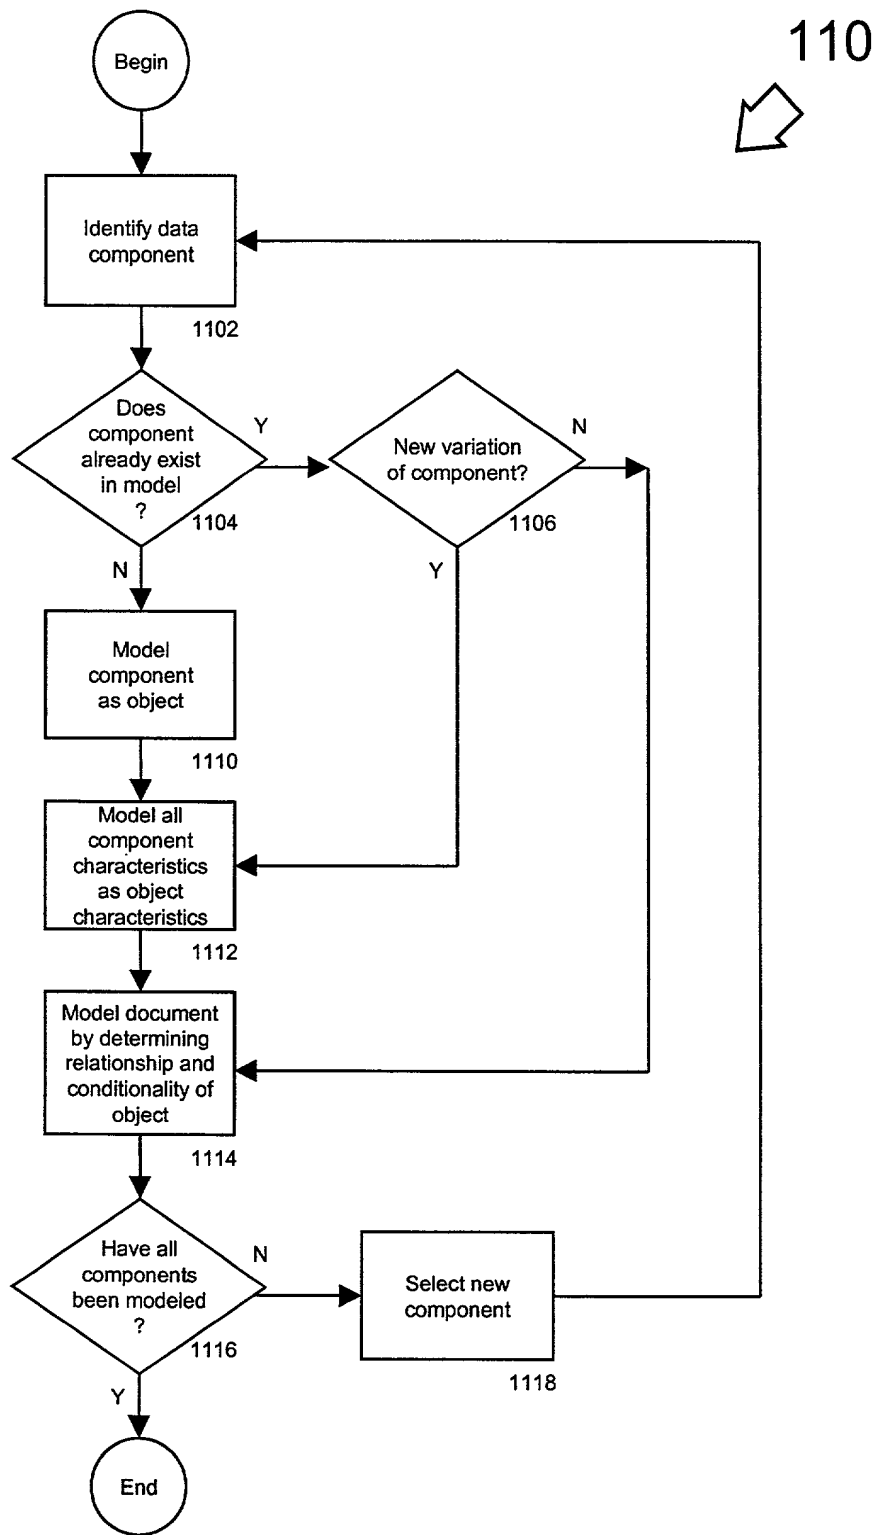 110
Begin
Identify data
component
1102
Does
component
already exist
in model
?
1104
Y
New variation
of component?
1106
N
N
Y
Model
component
as object
1110
Model all
component
characteristics
as object
characteristics
1112
Model document
by determining
relationship and
conditionality of
object
1114
Have all
components
been modeled
?
1116
N
Select new
component
1118
Y
End